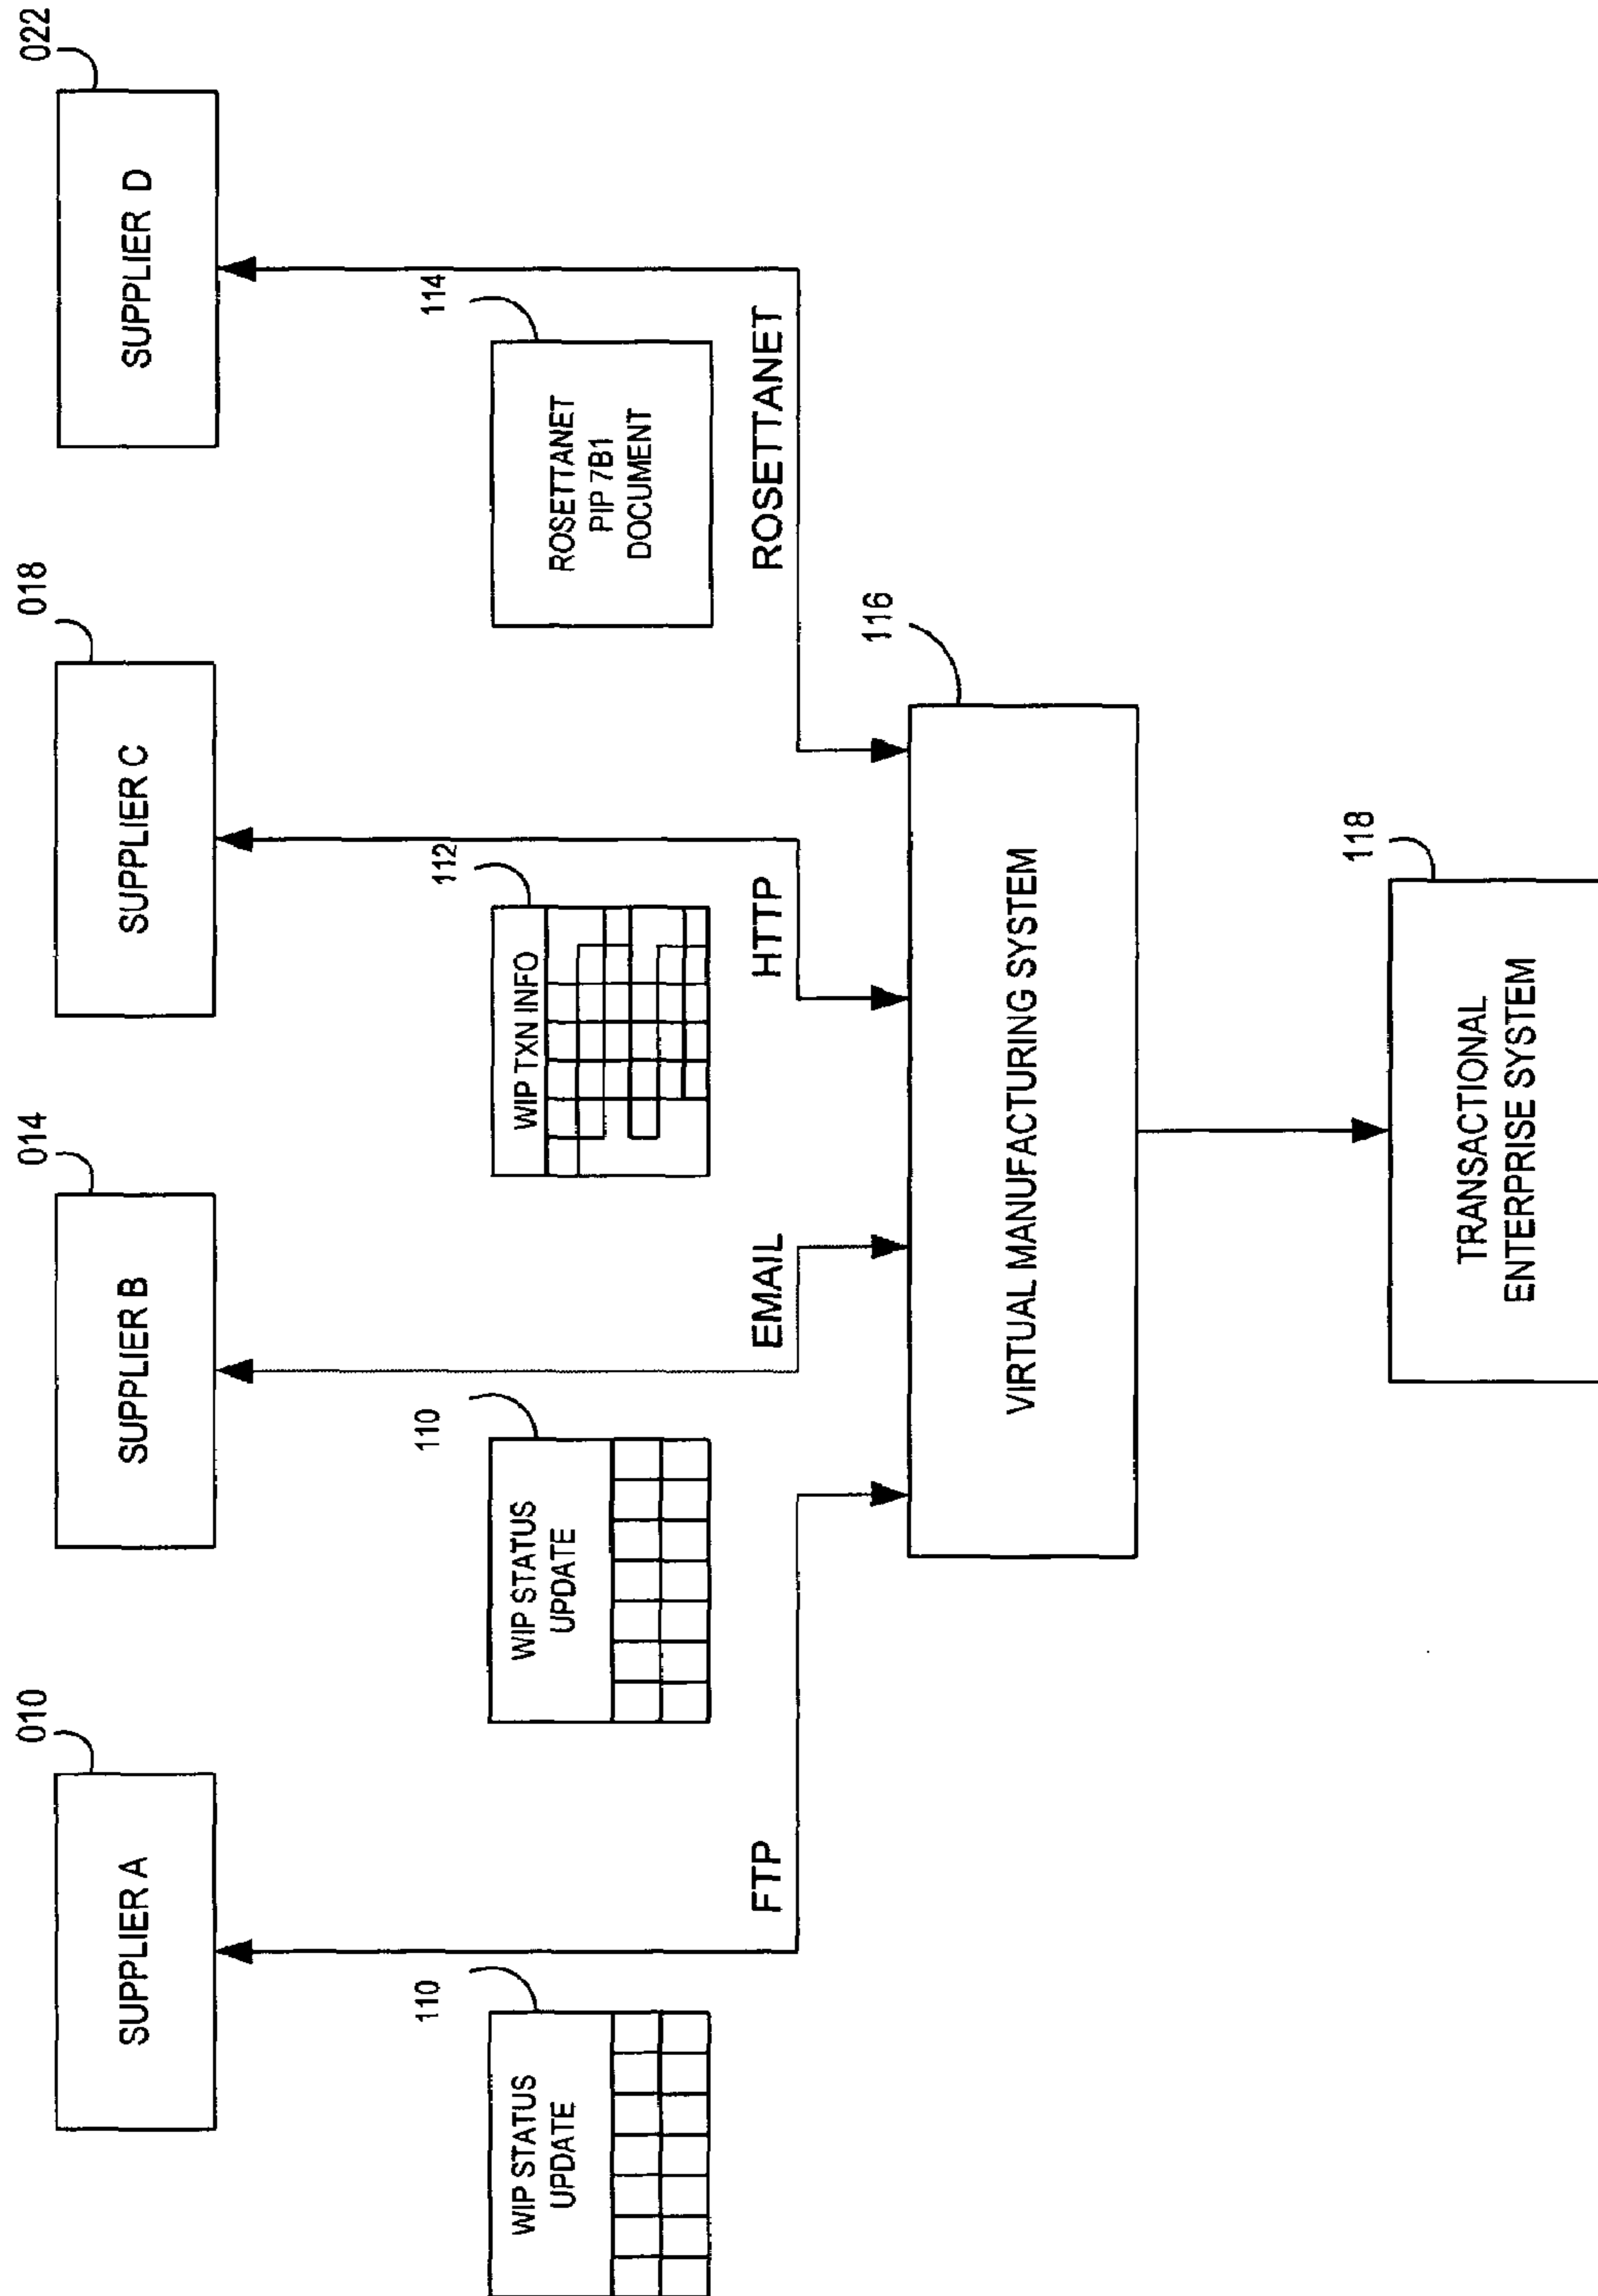 010
SUPPLIER A
014
SUPPLIER B
018
SUPPLIER C
022
SUPPLIER D
110
WIP STATUS
UPDATE
110
WIP STATUS
UPDATE
112
WIP TXN INFO
114
ROSETTANET
PIP 7B1
DOCUMENT
FTP
EMAIL
HTTP
ROSETTANET
116
VIRTUAL MANUFACTURING SYSTEM
118
TRANSACTIONAL
ENTERPRISE SYSTEM